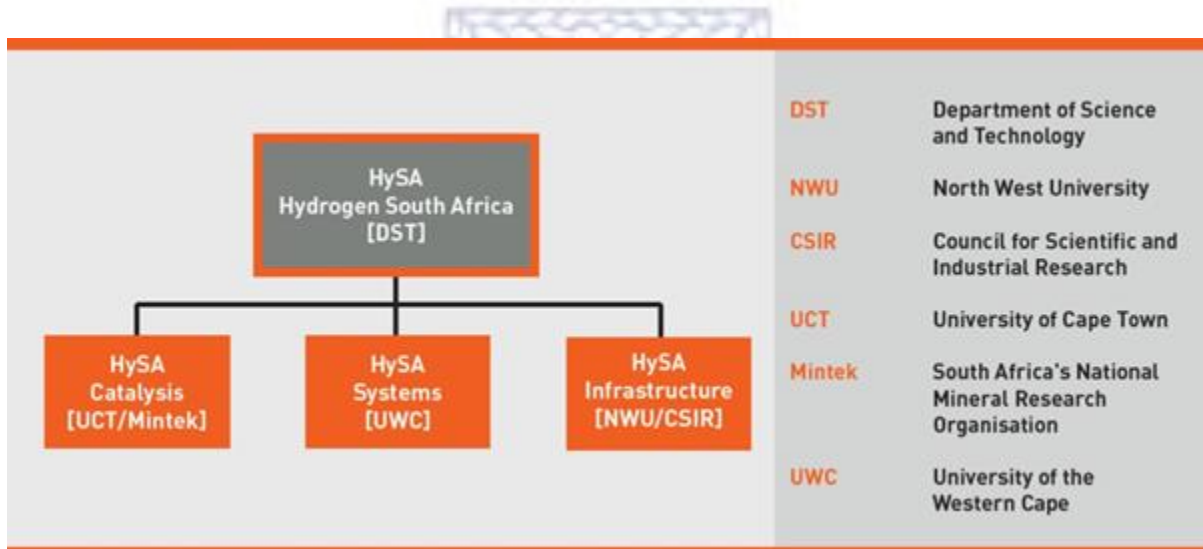 HySA
Hydrogen South Africa
[DST]
HySA
Catalysis
[UCT/Mintek]
HySA
Systems
[UWC]
HySA
Infrastructure
[NWU/CSIR]
DST Department of Science
and Technology
NWU North West University
CSIR Council for Scientific and
Industrial Research
UCT University of Cape Town
Mintek South Africa's National
Mineral Research
Organisation
UWC University of the
Western Cape